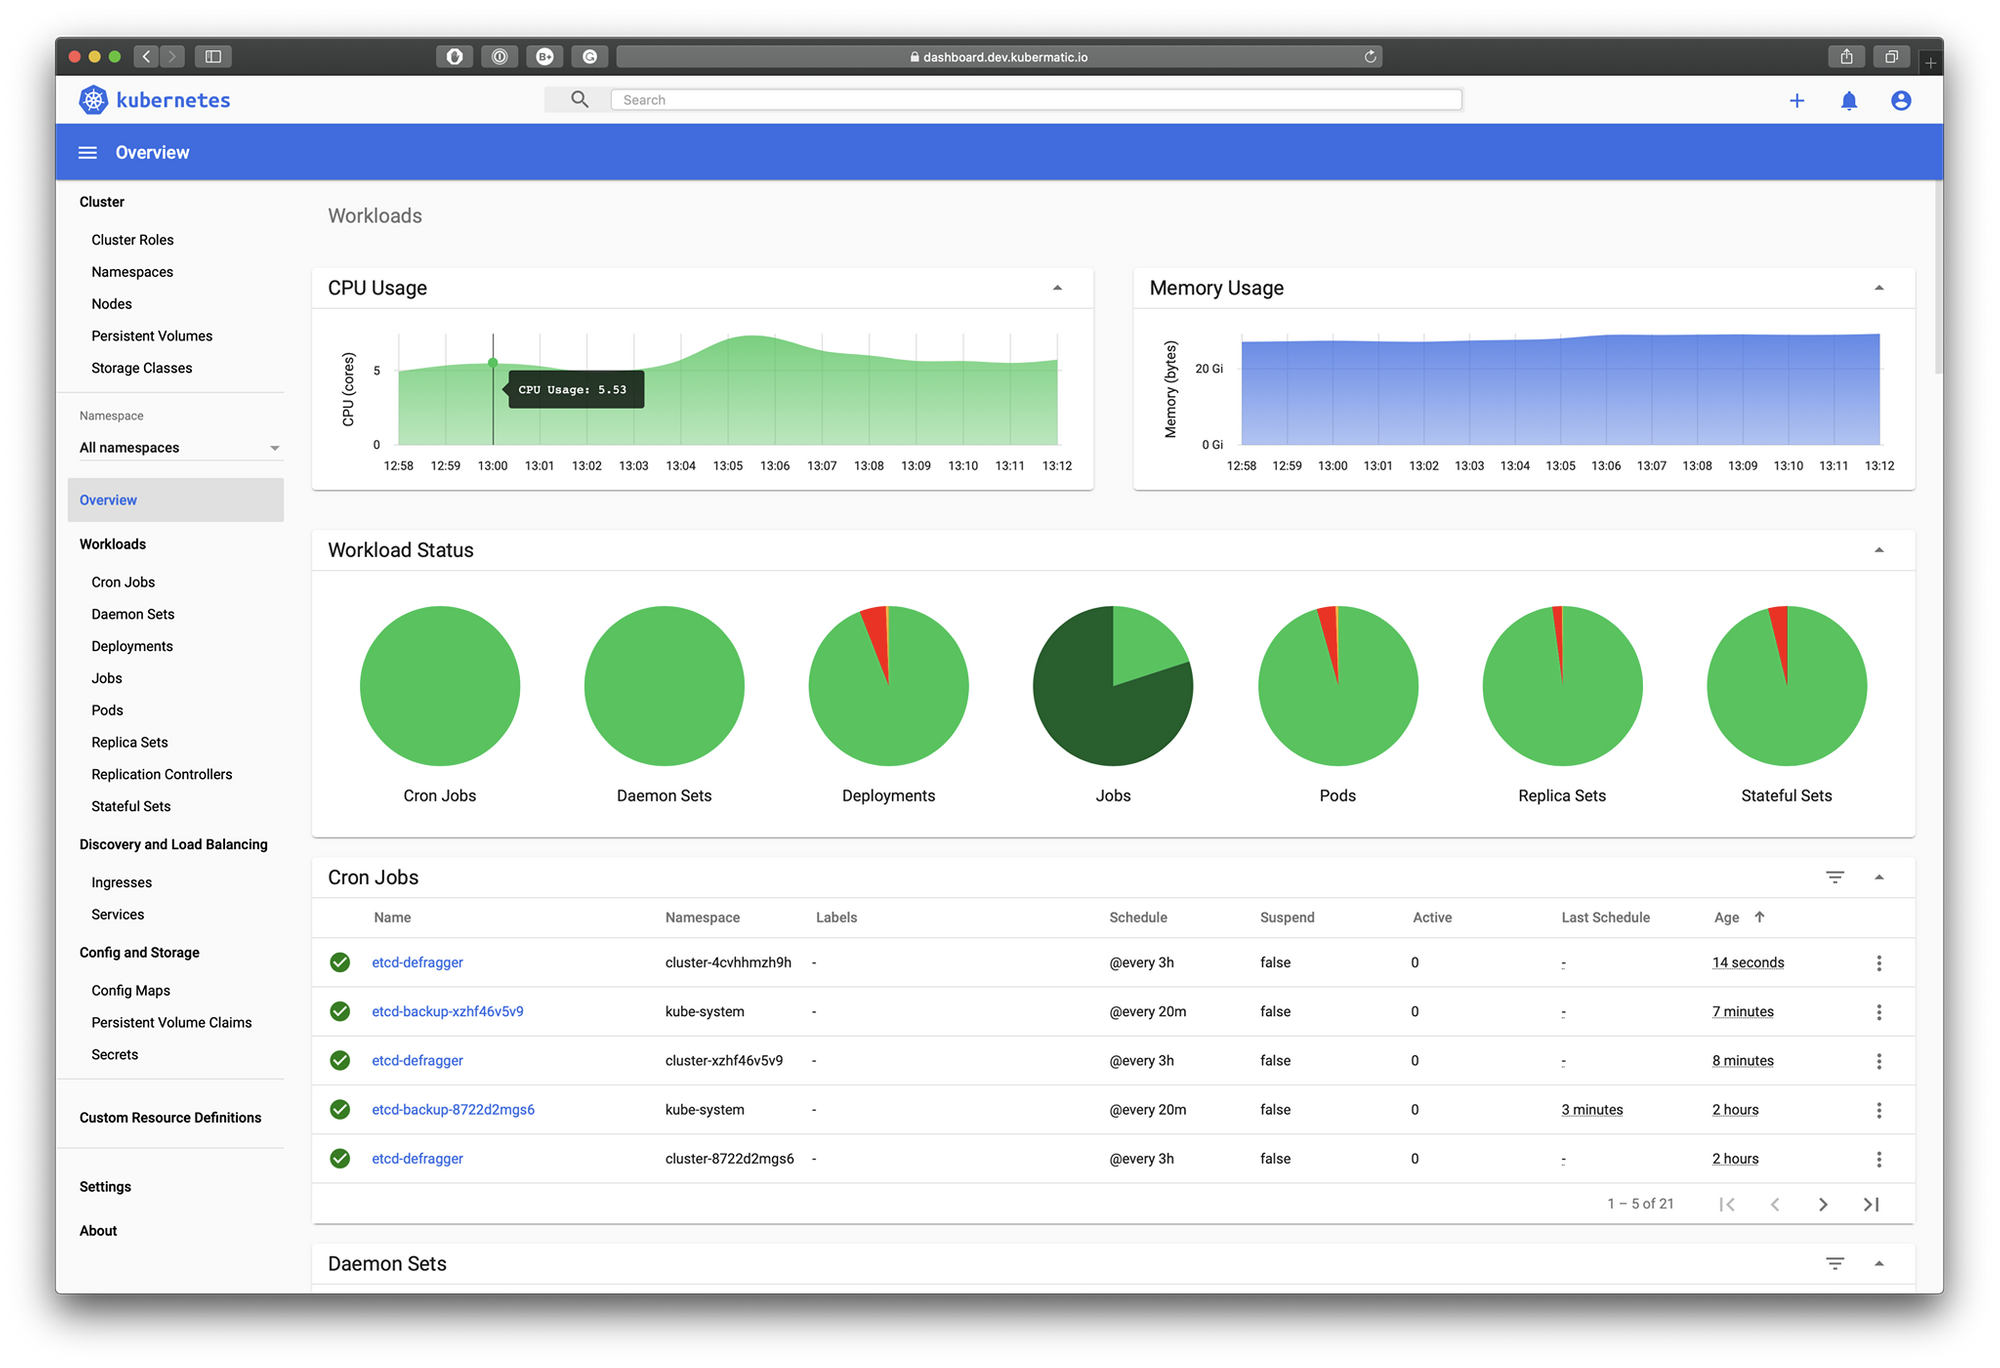 dashboard.dev.kubermatic.io
kubernetes
Search
Overview
Cluster
Cluster Roles
Namespaces
Nodes
Persistent Volumes
Storage Classes
Namespace
All namespaces
Overview
Workloads
Cron Jobs
Daemon Sets
Deployments
Jobs
Pods
Replica Sets
Replication Controllers
Stateful Sets
Discovery and Load Balancing
Ingresses
Services
Config and Storage
Config Maps
Persistent Volume Claims
Secrets
Custom Resource Definitions
Settings
About
Workloads
CPU Usage
CPU (cores)
5
0
CPU Usage: 5.53
12:58 12:59 13:00 13:01 13:02 13:03 13:04 13:05 13:06 13:07 13:08 13:09 13:10 13:11 13:12
Memory Usage
Memory (bytes)
20 Gi
0 Gi
12:58 12:59 13:00 13:01 13:02 13:03 13:04 13:05 13:06 13:07 13:08 13:09 13:10 13:11 13:12
Workload Status
Cron Jobs Daemon Sets Deployments Jobs Pods Replica Sets Stateful Sets
Cron Jobs
Name Namespace Labels Schedule Suspend Active Last Schedule Age
etcd-defragger cluster-4cvhhmzh9h - @every 3h false 0 - 14 seconds
etcd-backup-xzhf46v5v9 kube-system - @every 20m false 0 - 7 minutes
etcd-defragger cluster-xzhf46v5v9 - @every 3h false 0 - 8 minutes
etcd-backup-8722d2mgs6 kube-system - @every 20m false 0 3 minutes 2 hours
etcd-defragger cluster-8722d2mgs6 - @every 3h false 0 - 2 hours
1 – 5 of 21
Daemon Sets